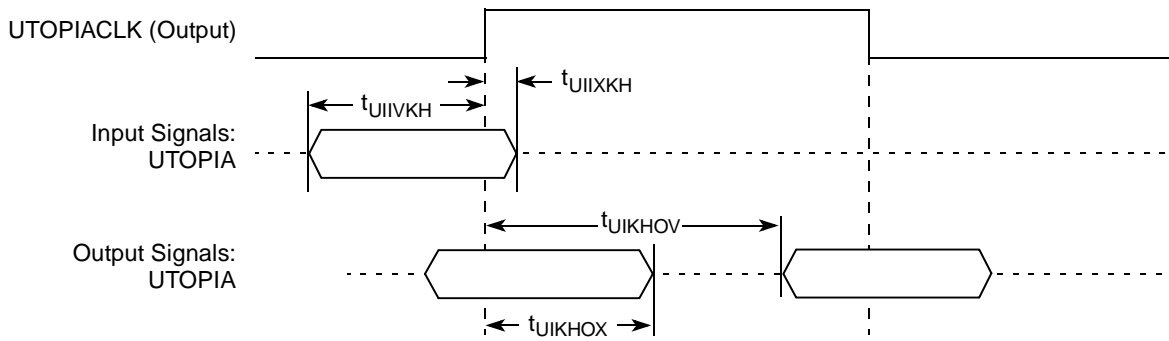 UTOPIACLK (Output)
tUIIXKH
tUIIVKH
Input Signals:
UTOPIA
tUIKHOV
Output Signals:
UTOPIA
tUIKHOX